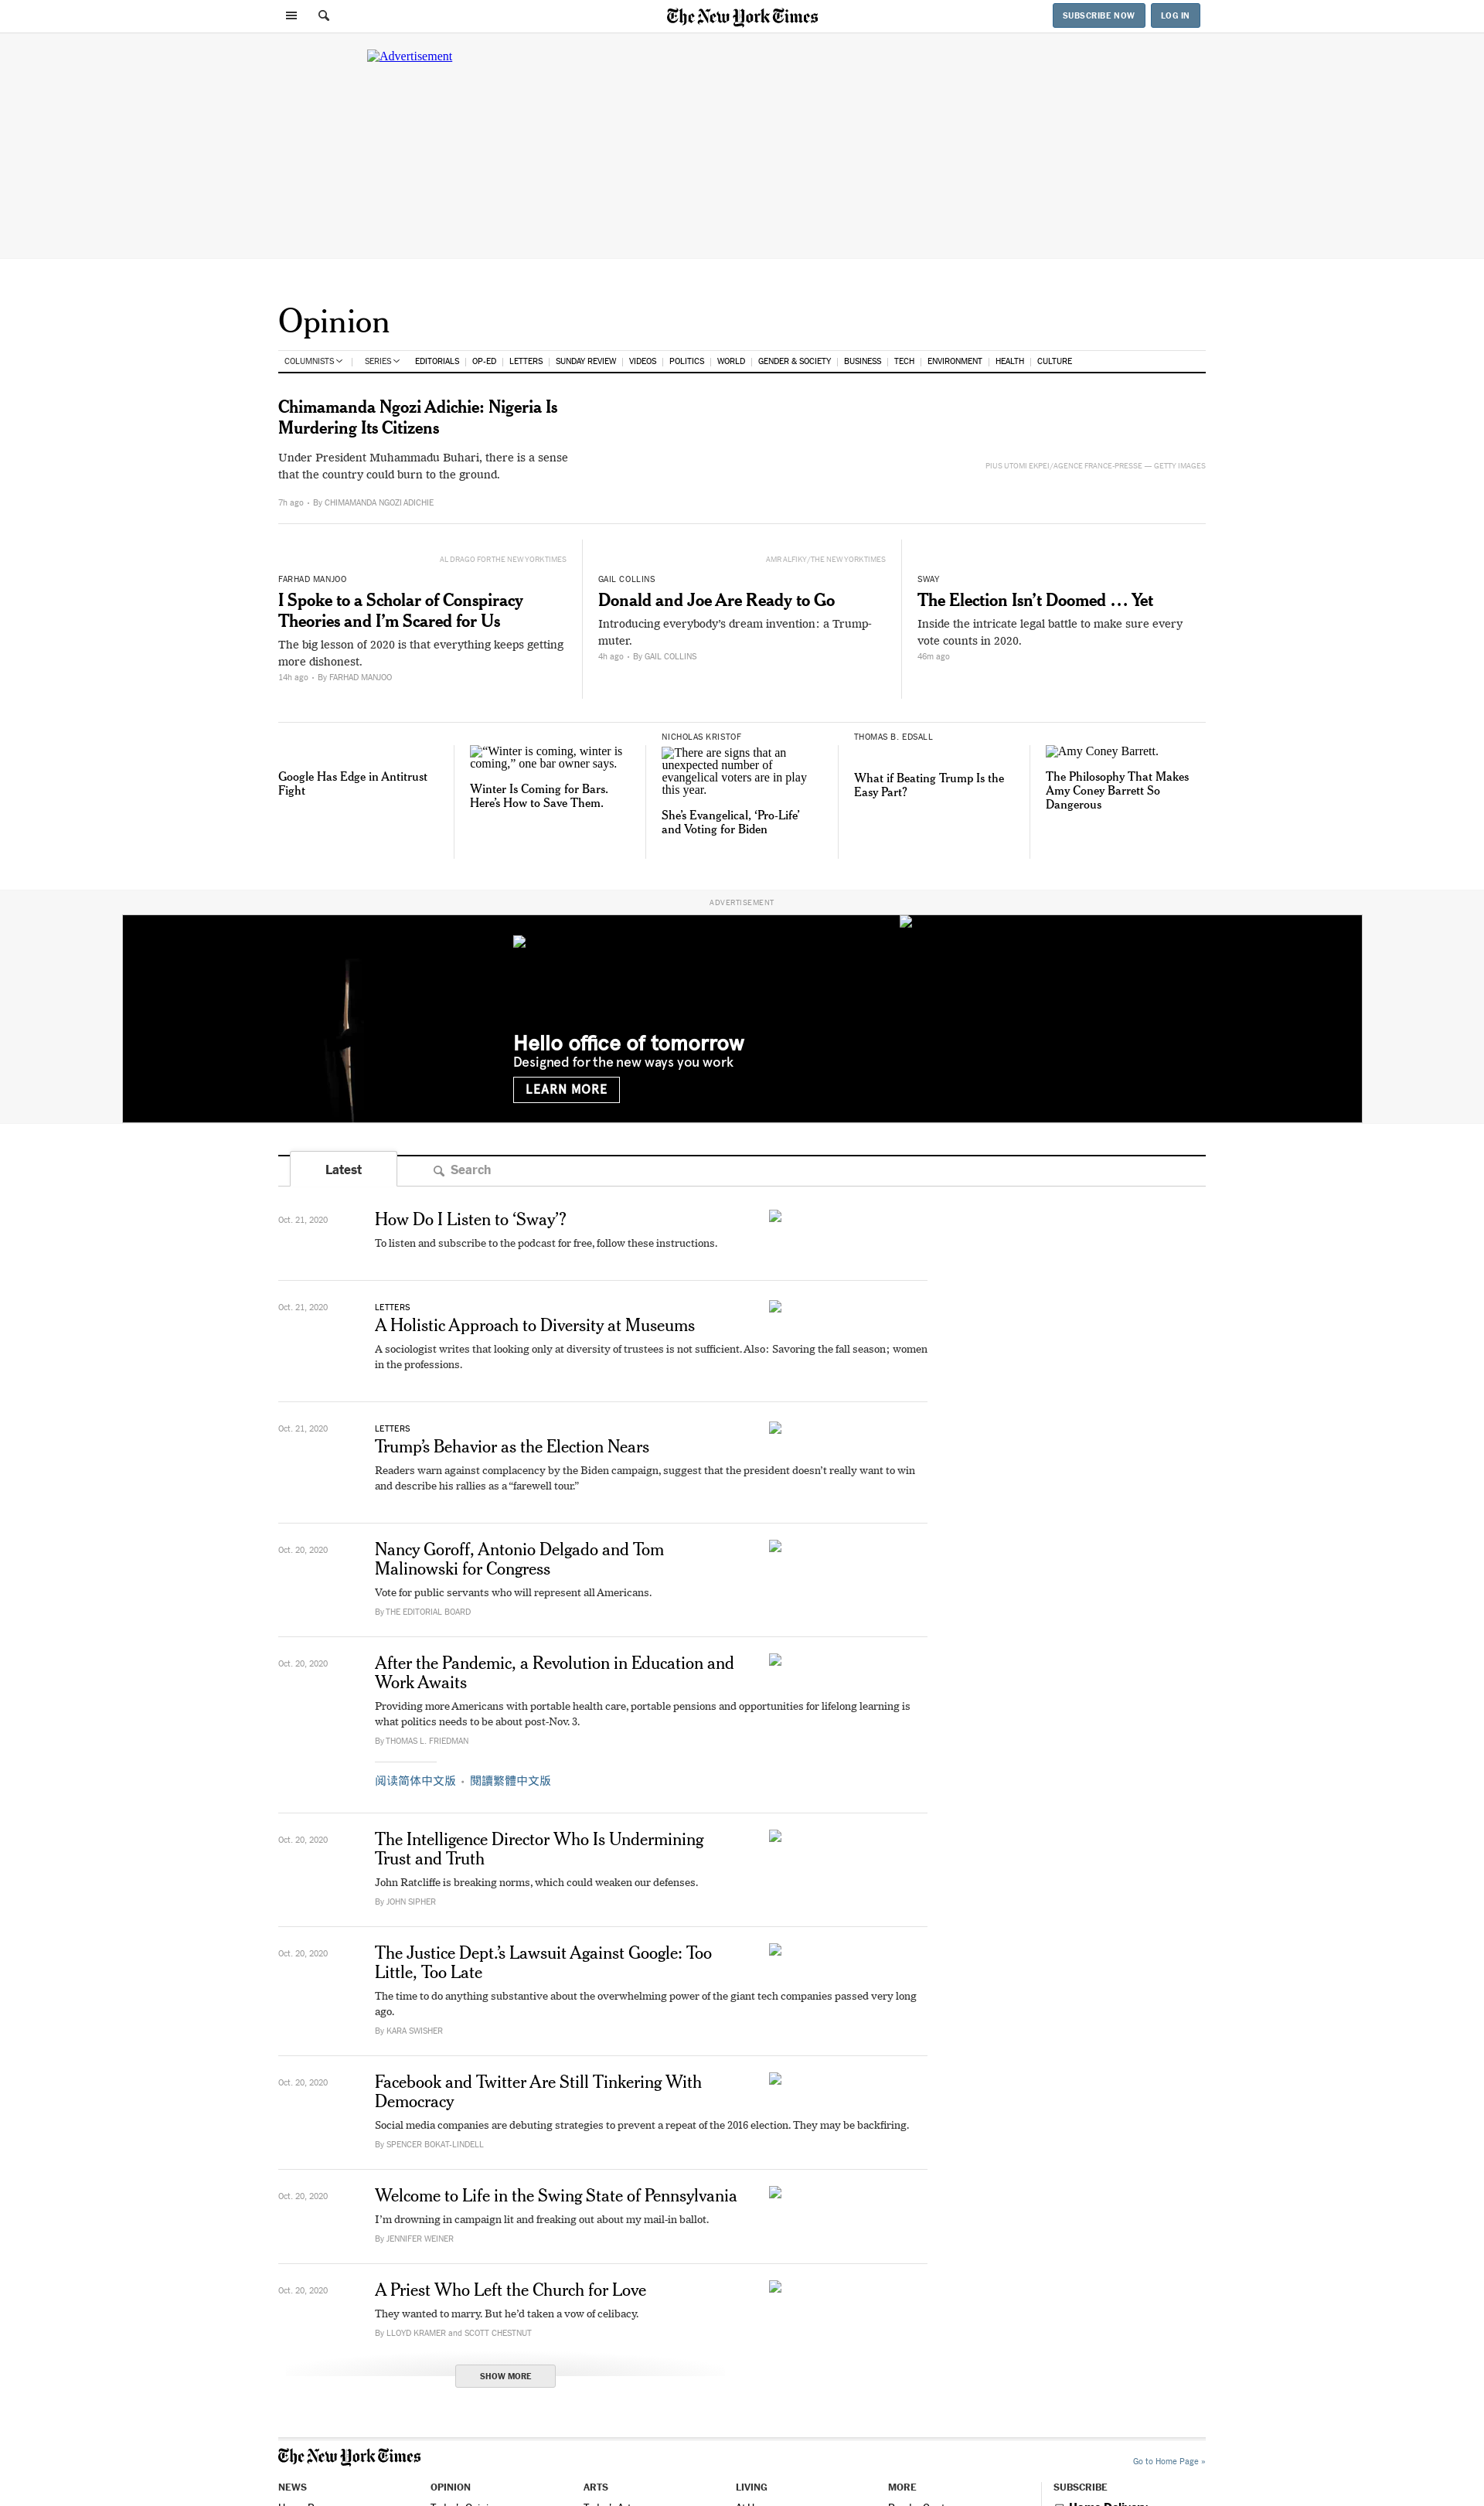 The New York Times
SUBSCRIBE NOW
LOG IN
Advertisement
Opinion
COLUMNISTS
SERIES
EDITORIALS
OP-ED
LETTERS
SUNDAY REVIEW
VIDEOS
POLITICS
WORLD
GENDER & SOCIETY
BUSINESS
TECH
ENVIRONMENT
HEALTH
CULTURE
Chimamanda Ngozi Adichie: Nigeria Is
Murdering Its Citizens
Under President Muhammadu Buhari, there is a sense
that the country could burn to the ground.
7h ago • By CHIMAMANDA NGOZI ADICHIE
PIUS UTOMI EKPEI/AGENCE FRANCE-PRESSE — GETTY IMAGES
AL DRAGO FOR THE NEW YORK TIMES
FARHAD MANJOO
I Spoke to a Scholar of Conspiracy
Theories and I’m Scared for Us
The big lesson of 2020 is that everything keeps getting
more dishonest.
14h ago • By FARHAD MANJOO
AMR ALFIKY/THE NEW YORK TIMES
GAIL COLLINS
Donald and Joe Are Ready to Go
Introducing everybody’s dream invention: a Trump-
muter.
4h ago • By GAIL COLLINS
SWAY
The Election Isn’t Doomed … Yet
Inside the intricate legal battle to make sure every
vote counts in 2020.
46m ago
Google Has Edge in Antitrust
Fight
“Winter is coming, winter is
coming,” one bar owner says.
Winter Is Coming for Bars.
Here’s How to Save Them.
NICHOLAS KRISTOF
There are signs that an
unexpected number of
evangelical voters are in play
this year.
She’s Evangelical, ‘Pro-Life’
and Voting for Biden
THOMAS B. EDSALL
What if Beating Trump Is the
Easy Part?
Amy Coney Barrett.
The Philosophy That Makes
Amy Coney Barrett So
Dangerous
ADVERTISEMENT
Hello office of tomorrow
Designed for the new ways you work
LEARN MORE
Latest
Search
Oct. 21, 2020
How Do I Listen to ‘Sway’?
To listen and subscribe to the podcast for free, follow these instructions.
Oct. 21, 2020
LETTERS
A Holistic Approach to Diversity at Museums
A sociologist writes that looking only at diversity of trustees is not sufficient. Also: Savoring the fall season; women
in the professions.
Oct. 21, 2020
LETTERS
Trump’s Behavior as the Election Nears
Readers warn against complacency by the Biden campaign, suggest that the president doesn’t really want to win
and describe his rallies as a “farewell tour.”
Oct. 20, 2020
Nancy Goroff, Antonio Delgado and Tom
Malinowski for Congress
Vote for public servants who will represent all Americans.
By THE EDITORIAL BOARD
Oct. 20, 2020
After the Pandemic, a Revolution in Education and
Work Awaits
Providing more Americans with portable health care, portable pensions and opportunities for lifelong learning is
what politics needs to be about post-Nov. 3.
By THOMAS L. FRIEDMAN
阅读简体中文版 • 閱讀繁體中文版
Oct. 20, 2020
The Intelligence Director Who Is Undermining
Trust and Truth
John Ratcliffe is breaking norms, which could weaken our defenses.
By JOHN SIPHER
Oct. 20, 2020
The Justice Dept.’s Lawsuit Against Google: Too
Little, Too Late
The time to do anything substantive about the overwhelming power of the giant tech companies passed very long
ago.
By KARA SWISHER
Oct. 20, 2020
Facebook and Twitter Are Still Tinkering With
Democracy
Social media companies are debuting strategies to prevent a repeat of the 2016 election. They may be backfiring.
By SPENCER BOKAT-LINDELL
Oct. 20, 2020
Welcome to Life in the Swing State of Pennsylvania
I’m drowning in campaign lit and freaking out about my mail-in ballot.
By JENNIFER WEINER
Oct. 20, 2020
A Priest Who Left the Church for Love
They wanted to marry. But he’d taken a vow of celibacy.
By LLOYD KRAMER and SCOTT CHESTNUT
SHOW MORE
The New York Times
Go to Home Page »
NEWS
OPINION
ARTS
LIVING
MORE
SUBSCRIBE